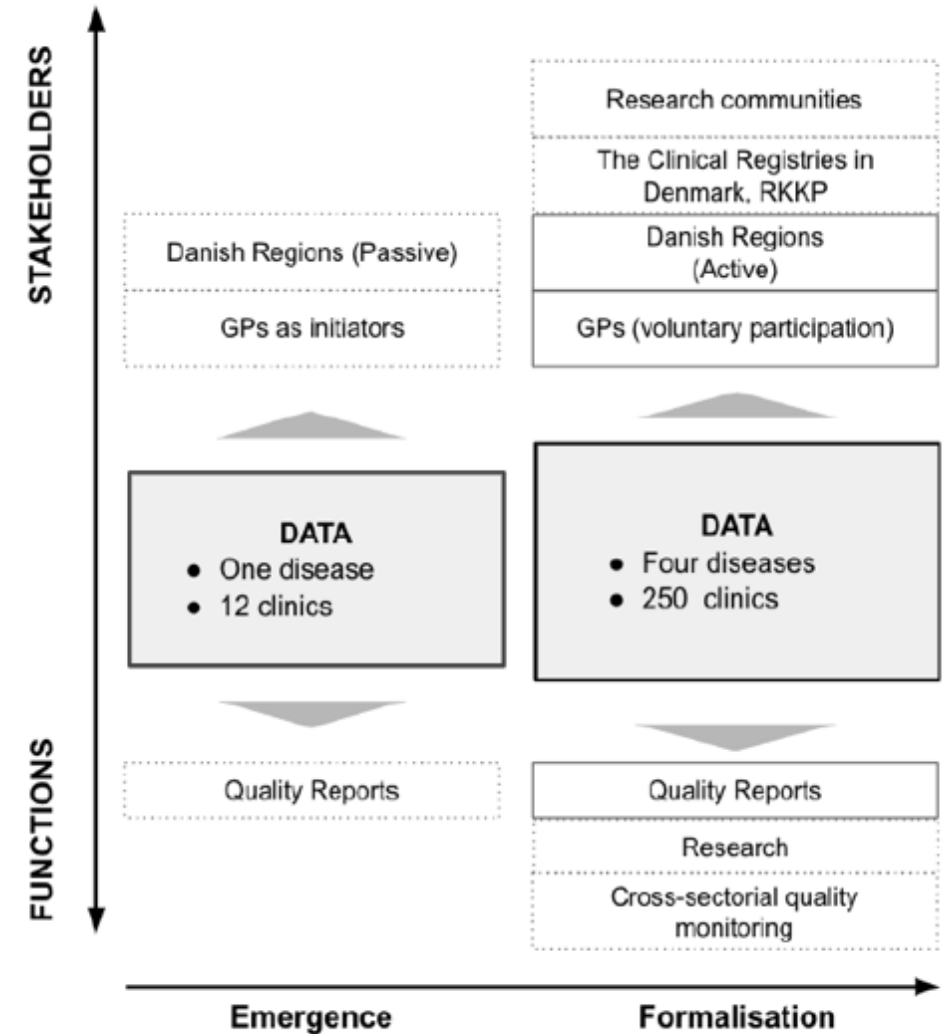 STAKEHOLDERS
Research communities
The Clinical Registries in
Denmark, RKKP
Danish Regions (Passive)
Danish Regions
(Active)
GPs as initiators
GPs (voluntary participation)
DATA
● One disease
● 12 clinics
DATA
● Four diseases
● 250 clinics
FUNCTIONS
Quality Reports
Quality Reports
Research
Cross-sectorial quality
monitoring
Emergence
Formalisation